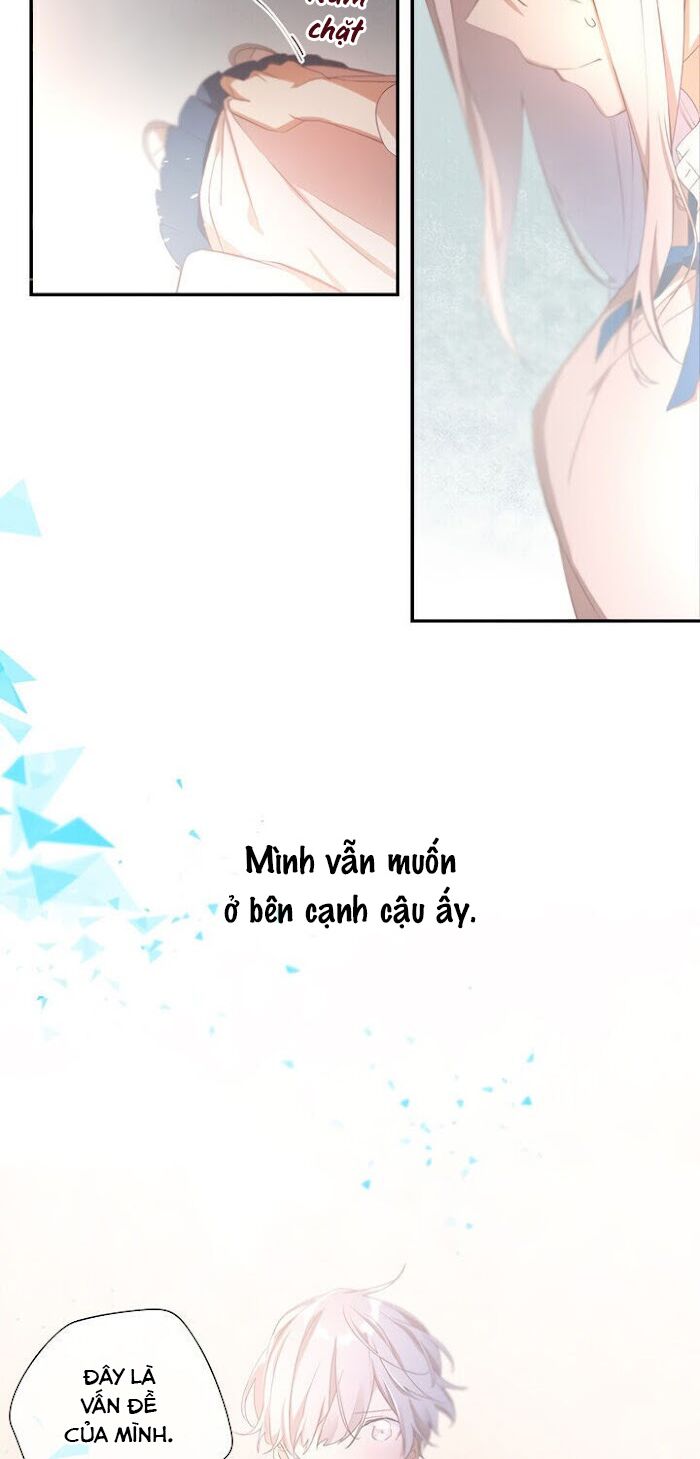 chặt
Mình vẫn muốn
ở bên cạnh cậu ấy.
ĐÂY LÀ
VẤN ĐỀ
CỦA MÌNH.